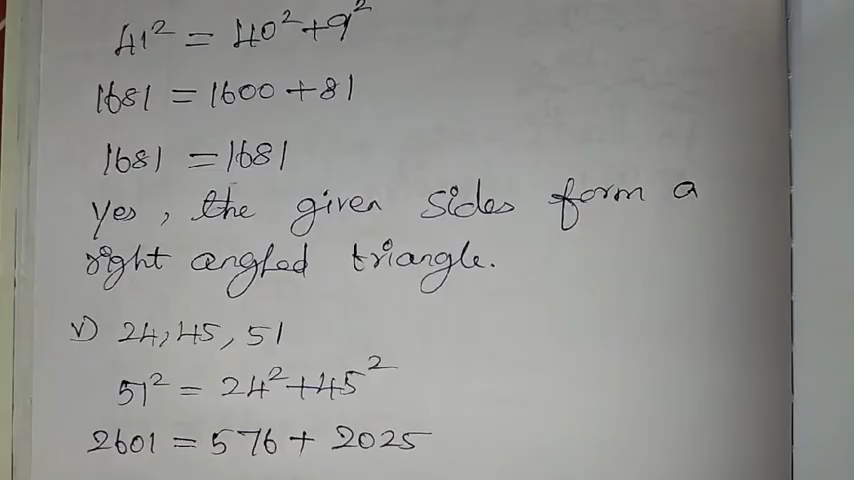 41² = 40² + 9²
1681 = 1600 + 81
1681 = 1681
Yes, the given sides form a
right angled triangle.
v) 24, 45, 51
51² = 24² + 45²
2601 = 576 + 2025